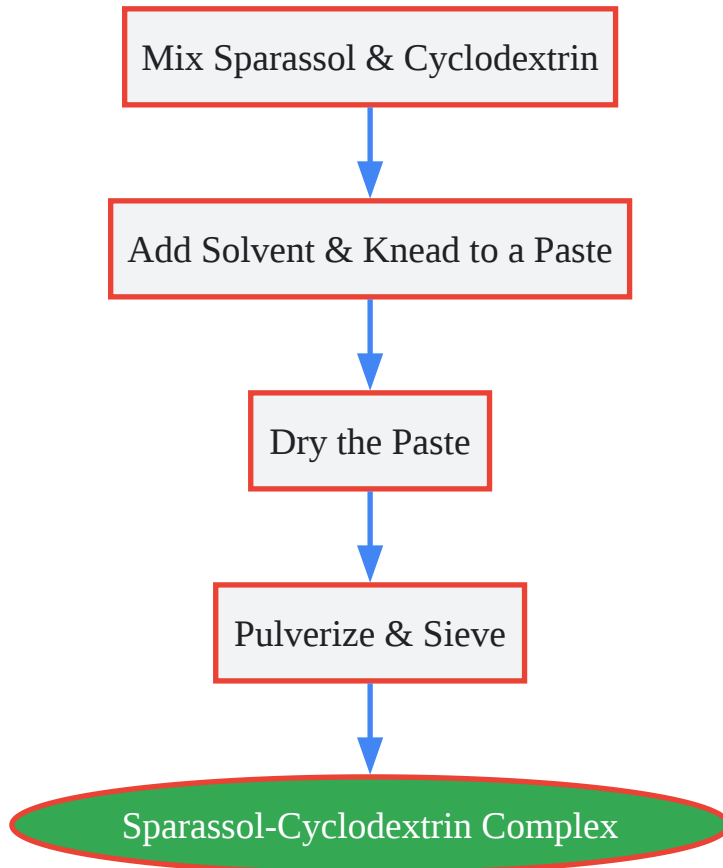 Mix Sparassol & Cyclodextrin
Add Solvent & Knead to a Paste
Dry the Paste
Pulverize & Sieve
Sparassol-Cyclodextrin Complex